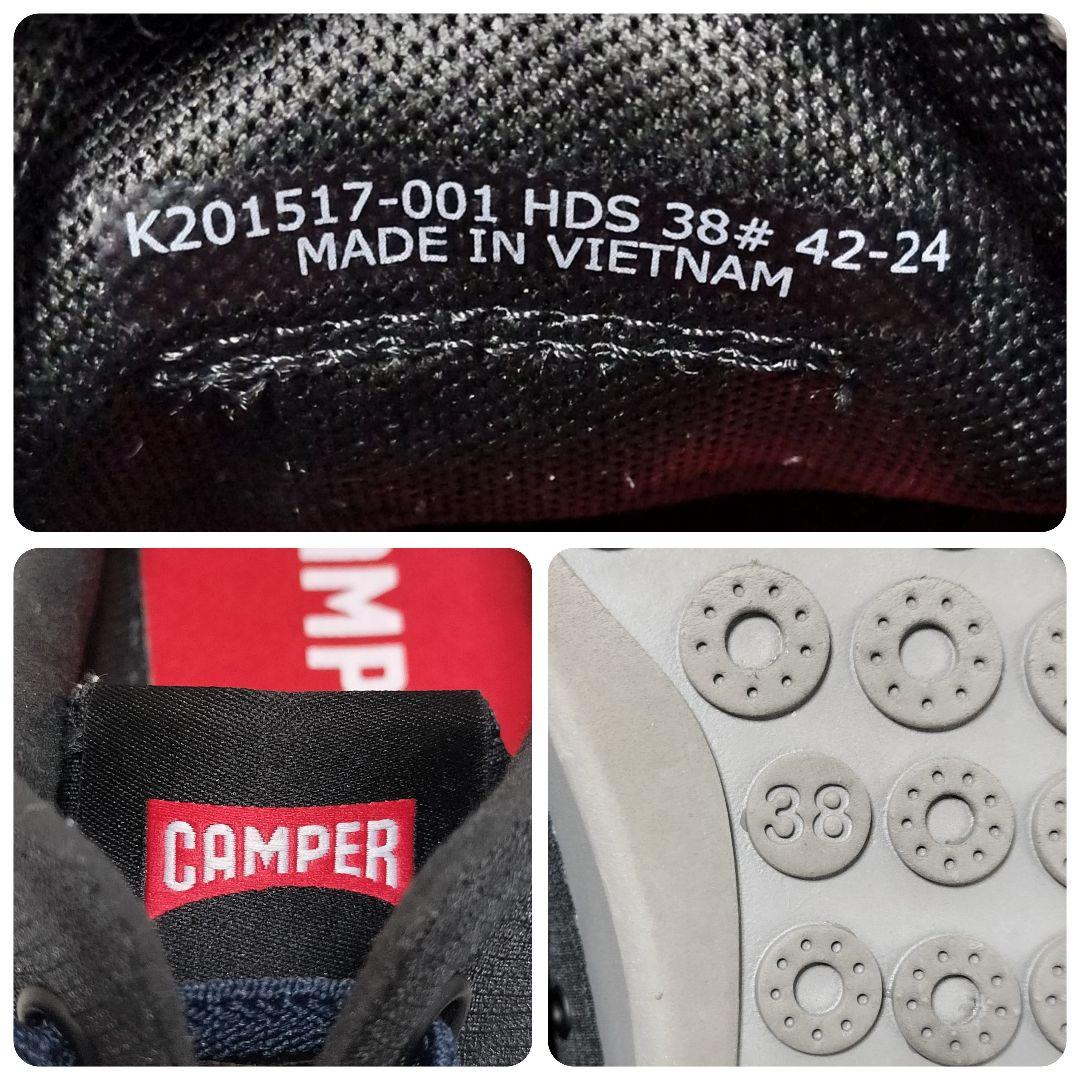 K201517-001 HDS 38# 42-24
MADE IN VIETNAM
CAMPER
38